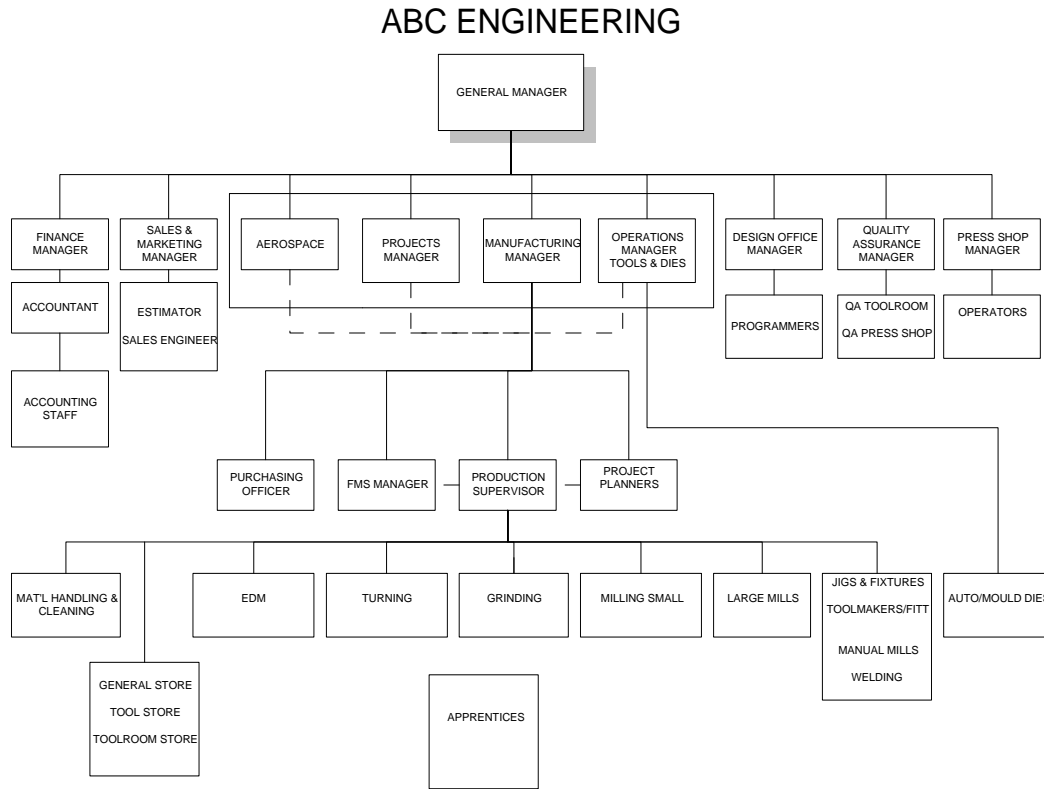 ABC ENGINEERING
GENERAL MANAGER
FINANCE
MANAGER
SALES &
MARKETING
MANAGER
AEROSPACE
PROJECTS
MANAGER
MANUFACTURING
MANAGER
OPERATIONS
MANAGER
TOOLS & DIES
DESIGN OFFICE
MANAGER
QUALITY
ASSURANCE
MANAGER
PRESS SHOP
MANAGER
ACCOUNTANT
ESTIMATOR
SALES ENGINEER
PROGRAMMERS
QA TOOLROOM
QA PRESS SHOP
OPERATORS
ACCOUNTING
STAFF
PURCHASING
OFFICER
FMS MANAGER
PRODUCTION
SUPERVISOR
PROJECT
PLANNERS
MAT'L HANDLING &
CLEANING
EDM
TURNING
GRINDING
MILLING SMALL
LARGE MILLS
JIGS & FIXTURES
TOOLMAKERS/FITT
MANUAL MILLS
WELDING
AUTO/MOULD DIES
GENERAL STORE
TOOL STORE
TOOLROOM STORE
APPRENTICES